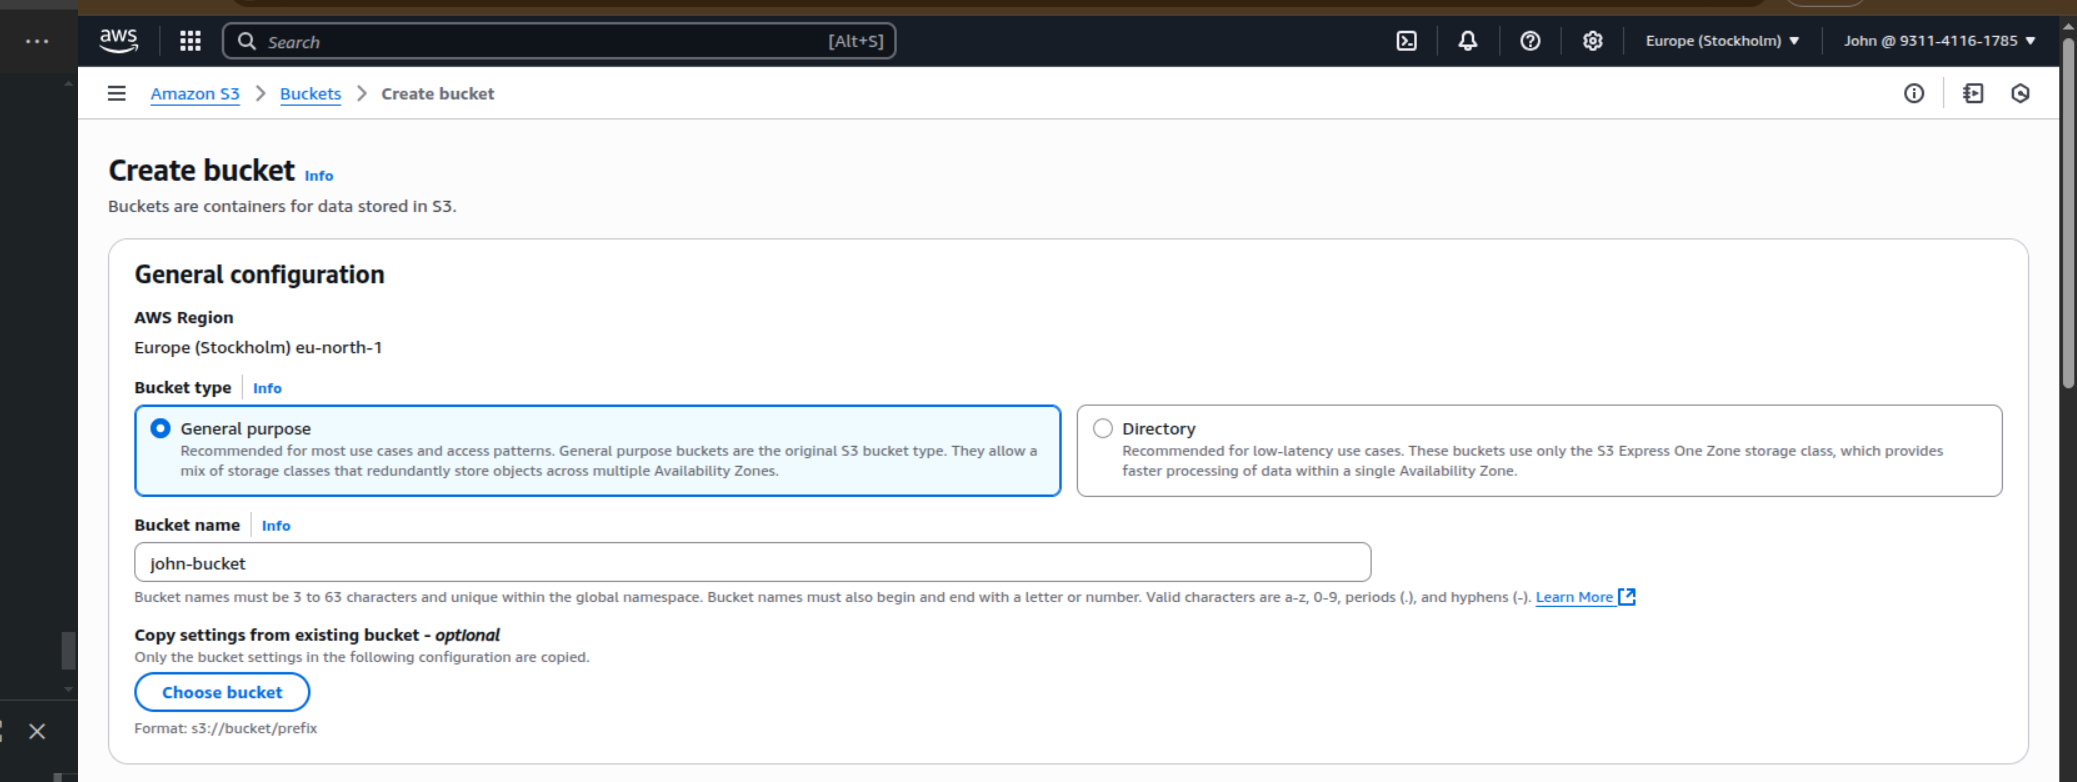 aws
Search [Alt+S]
Europe (Stockholm)
John @ 9311-4116-1785
Amazon S3 > Buckets > Create bucket
Create bucket Info
Buckets are containers for data stored in S3.
General configuration
AWS Region
Europe (Stockholm) eu-north-1
Bucket type Info
General purpose
Recommended for most use cases and access patterns. General purpose buckets are the original S3 bucket type. They allow a
mix of storage classes that redundantly store objects across multiple Availability Zones.
Directory
Recommended for low-latency use cases. These buckets use only the S3 Express One Zone storage class, which provides
faster processing of data within a single Availability Zone.
Bucket name Info
john-bucket
Bucket names must be 3 to 63 characters and unique within the global namespace. Bucket names must also begin and end with a letter or number. Valid characters are a-z, 0-9, periods (.), and hyphens (-). Learn More
Copy settings from existing bucket - optional
Only the bucket settings in the following configuration are copied.
Choose bucket
Format: s3://bucket/prefix